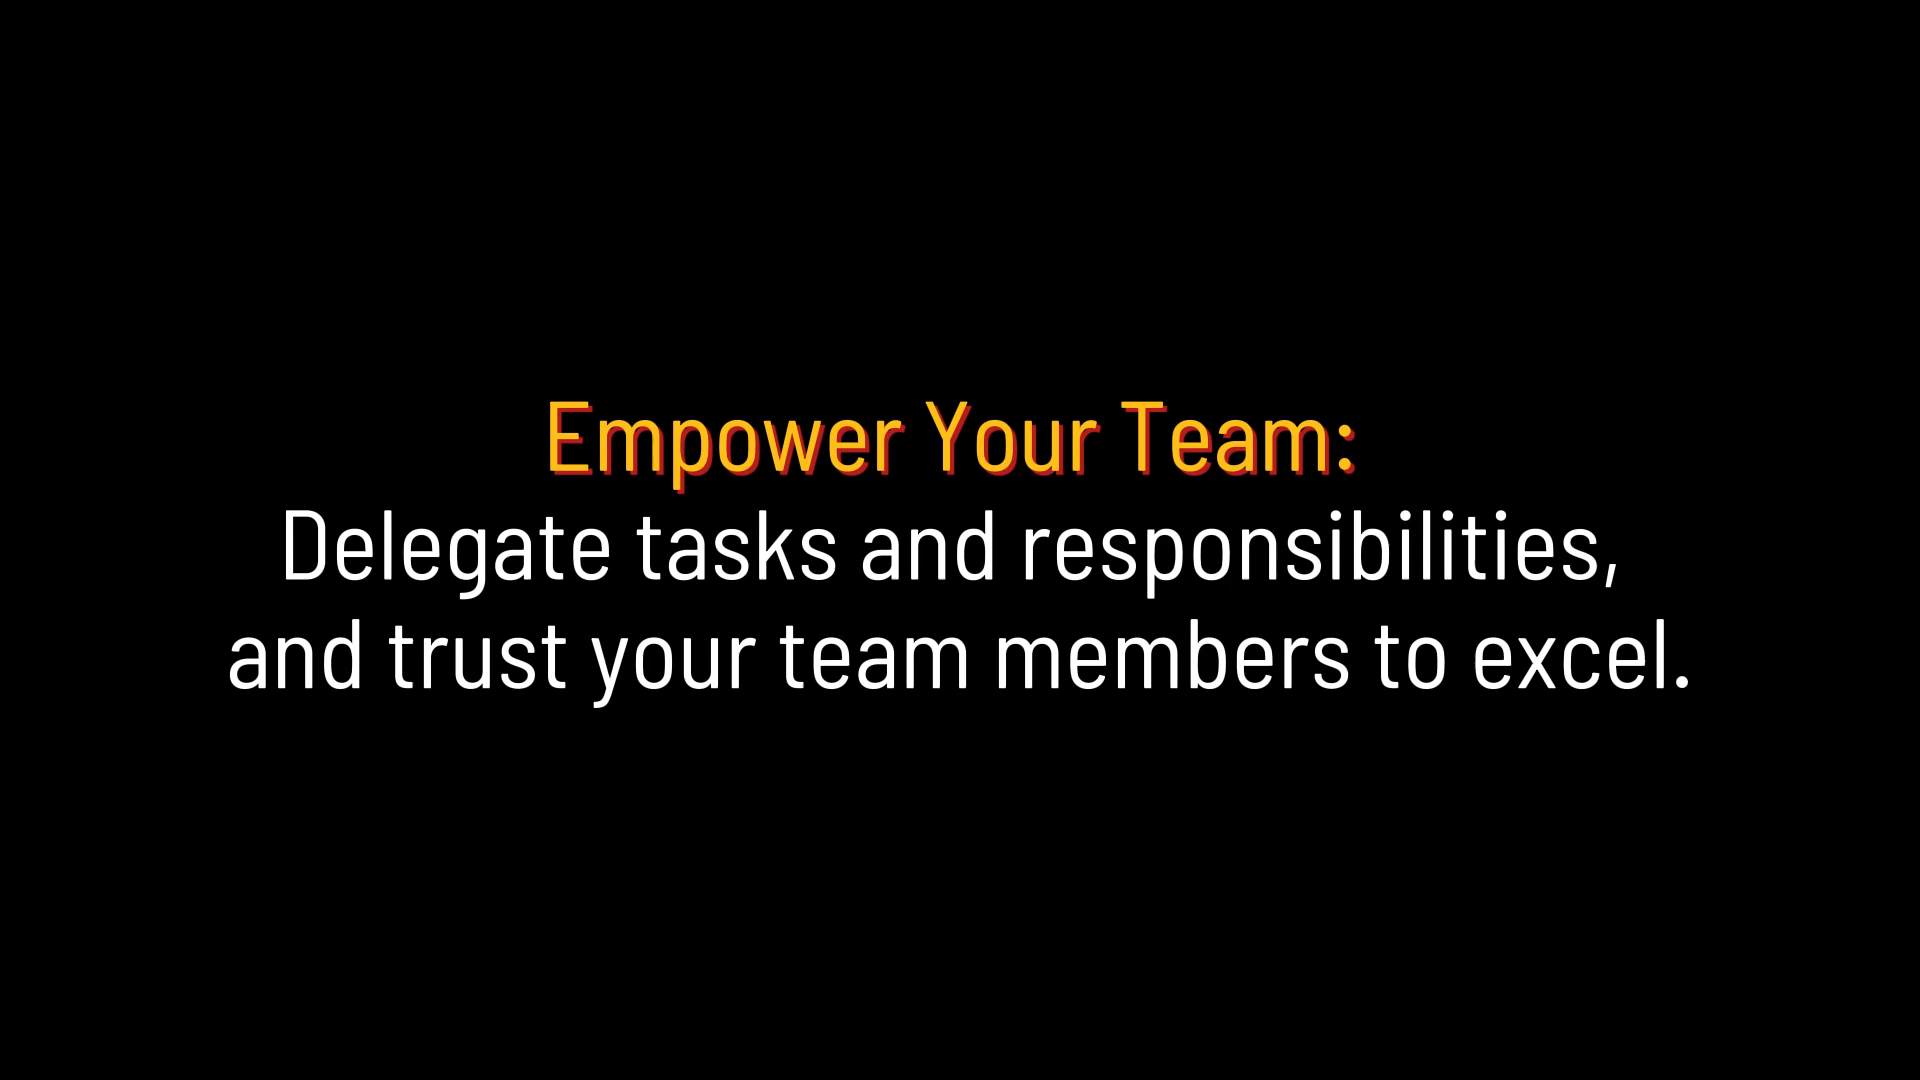 Empower Your Team:
Delegate tasks and responsibilities,
and trust your team members to excel.